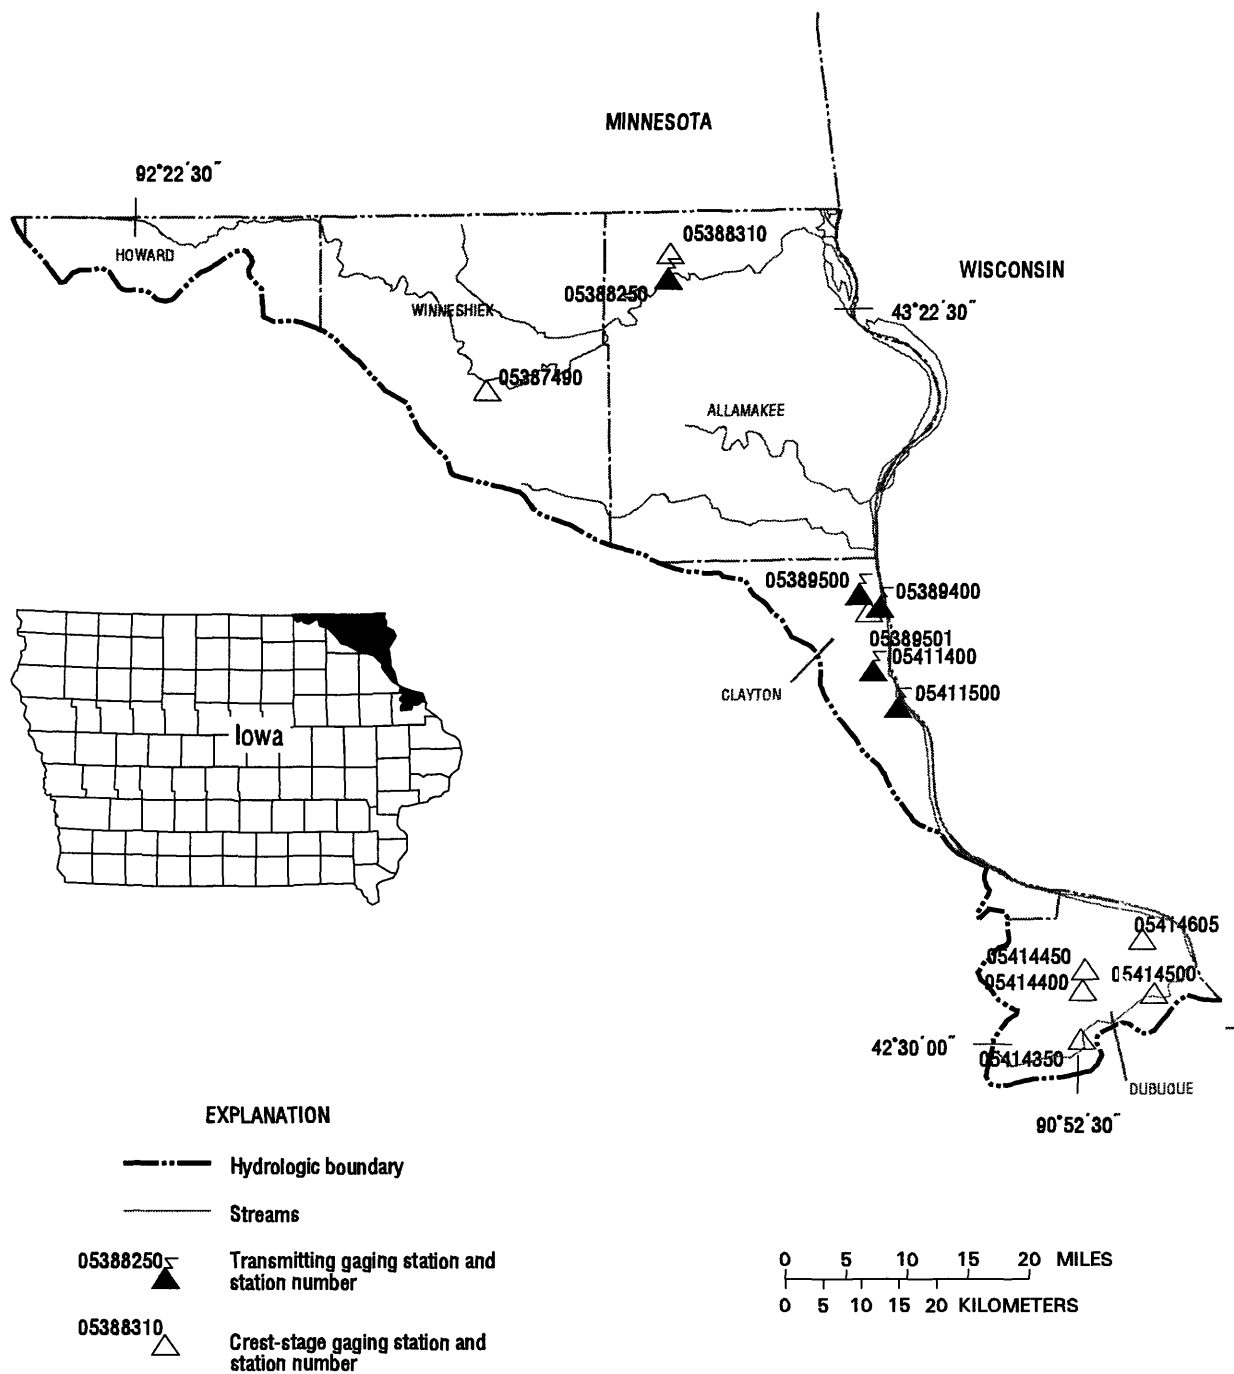 MINNESOTA
92°22'30"
HOWARD
05388310
WISCONSIN
05388250
WINNESHIEK
43°22'30"
05387490
ALLAMAKEE
05389500
05389400
05389501
05411400
CLAYTON
05411500
Iowa
05414605
05414450
05414500
05414400
42°30'00"
05414350
DUBUQUE
90°52'30"
EXPLANATION
Hydrologic boundary
Streams
05388250
Transmitting gaging station and
station number
05388310
Crest-stage gaging station and
station number
0 5 10 15 20 MILES
0 5 10 15 20 KILOMETERS